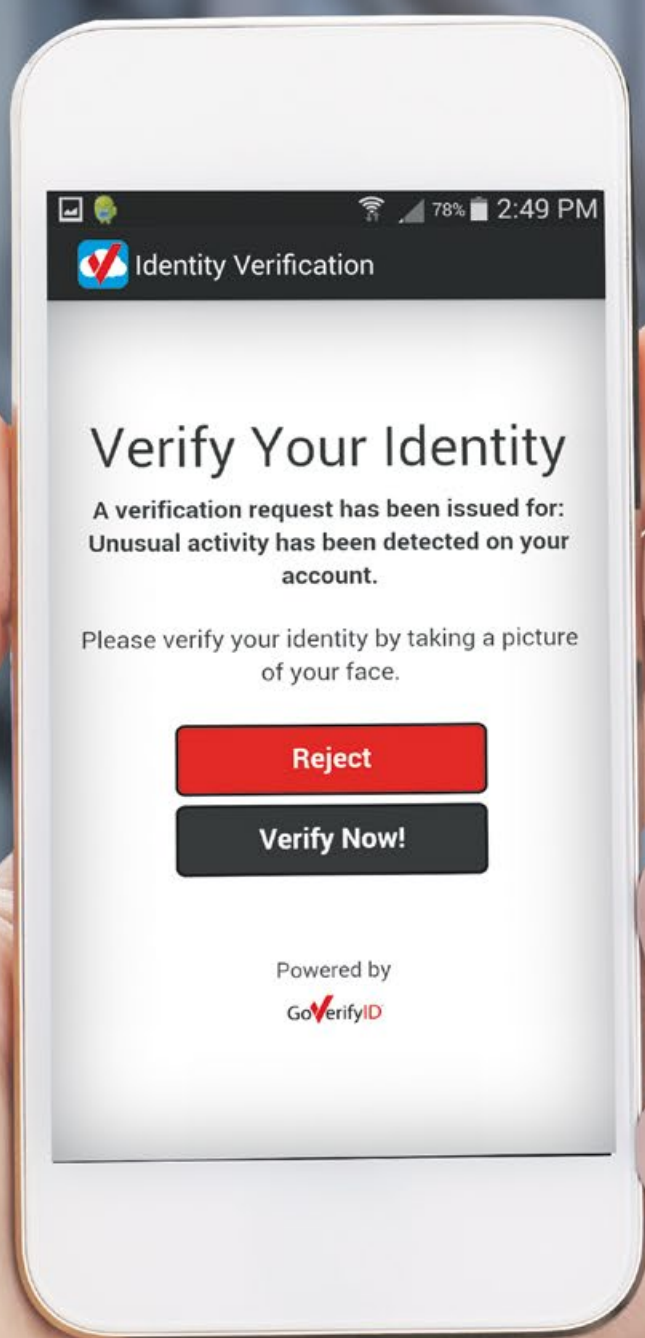 78% 2:49 PM
Identity Verification
Verify Your Identity
A verification request has been issued for:
Unusual activity has been detected on your
account.
Please verify your identity by taking a picture
of your face.
Reject
Verify Now!
Powered by
GoVerifyID